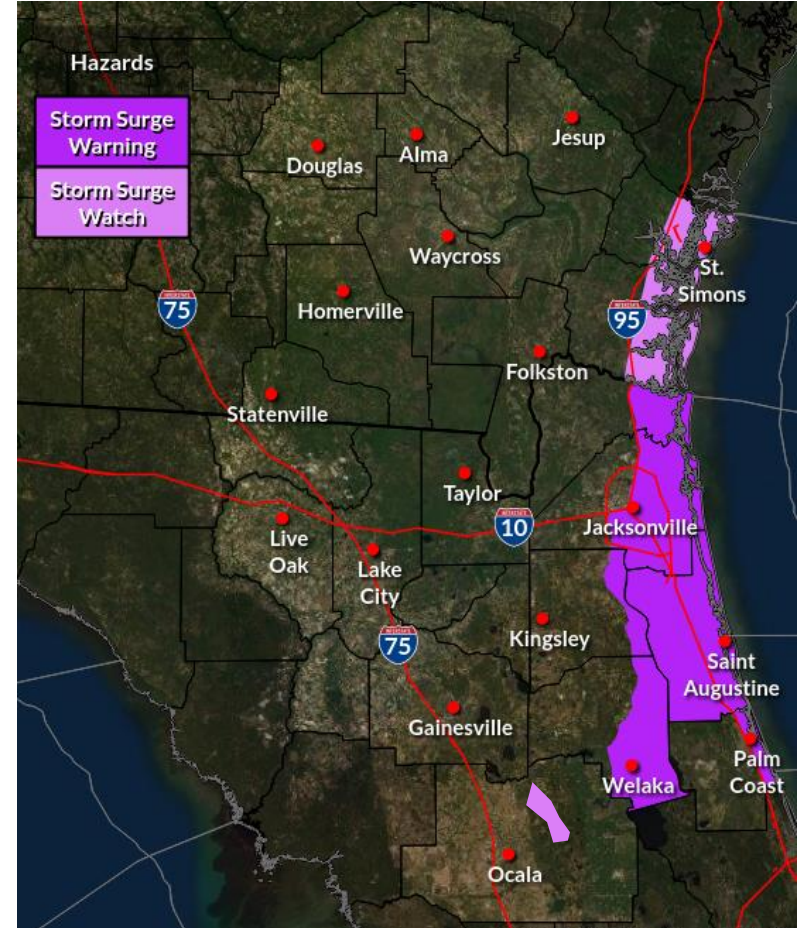 Hazards
Storm Surge
Warning
Storm Surge
Watch
Douglas
Alma
Jesup
Waycross
St.
Simons
Homerville
75
95
Folkston
Statenville
Taylor
10
Jacksonville
Live
Oak
Lake
City
75
Kingsley
Saint
Augustine
Gainesville
Palm
Coast
Welaka
Ocala